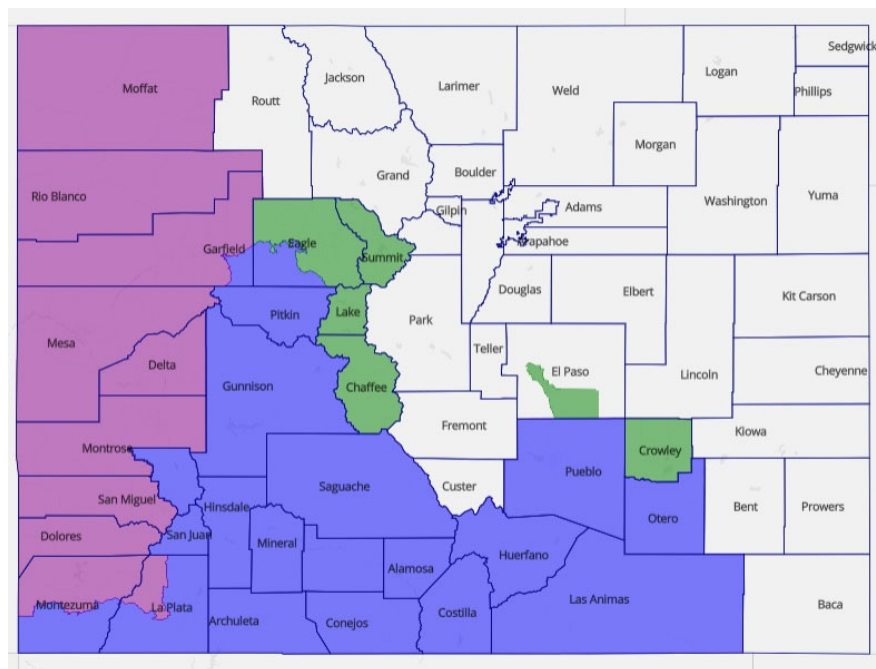 Sedgwick
Moffat
Jackson
Larimer
Weld
Logan
Phillips
Routt
Morgan
Boulder
Grand
Rio Blanco
Washington
Yuma
Gilpin
Adams
Garfield
Eagle
Arapahoe
Summit
Douglas
Elbert
Kit Carson
Pitkin
Lake
Park
Mesa
Teller
Delta
El Paso
Lincoln
Cheyenne
Gunnison
Chaffee
Fremont
Kiowa
Montrose
Crowley
Pueblo
Saguache
Custer
San Miguel
Hinsdale
Bent
Prowers
Otero
Dolores
San Juan
Mineral
Huerfano
Alamosa
Las Animas
Montezuma
La Plata
Baca
Costilla
Archuleta
Conejos